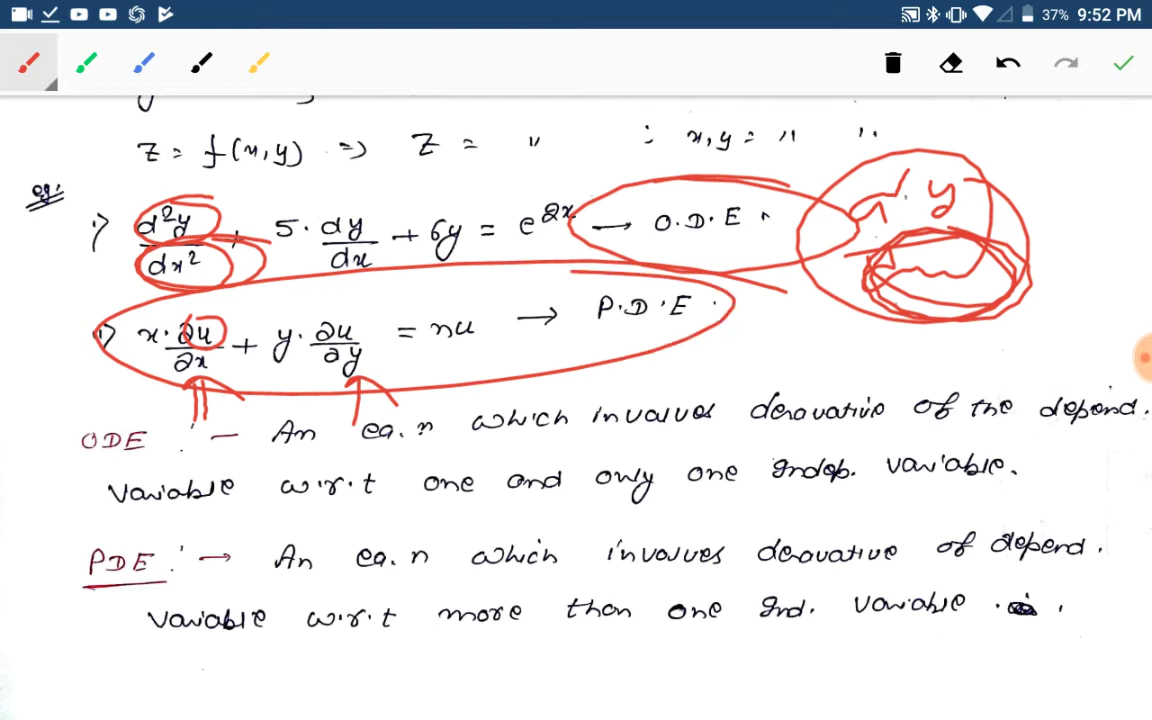 37% 9:52 PM
z = f(x,y) => z = " : x,y = " "
eg:
i) d²y/dx² + 5·dy/dx + 6y = e^2x → O.D.E
y
ii) x·∂u/∂x + y·∂u/∂y = nu → P.D.E
ODE :- An eq.n which involves derovative of the depend.
Variable w.r.t one and only one Indep. variable.
PDE :→ An eq.n which involves derovative of depend.
Variable w.r.t more than one Ind. variable.